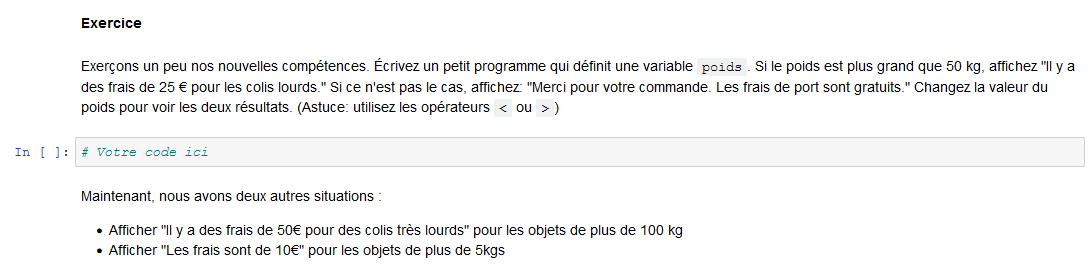 Exercice
Exerçons un peu nos nouvelles compétences. Écrivez un petit programme qui définit une variable poids. Si le poids est plus grand que 50 kg, affichez "Il y a
des frais de 25 € pour les colis lourds." Si ce n'est pas le cas, affichez: "Merci pour votre commande. Les frais de port sont gratuits." Changez la valeur du
poids pour voir les deux résultats. (Astuce: utilisez les opérateurs < ou > )
In [ ]: # Votre code ici
Maintenant, nous avons deux autres situations :
• Afficher "Il y a des frais de 50€ pour des colis très lourds" pour les objets de plus de 100 kg
• Afficher "Les frais sont de 10€" pour les objets de plus de 5kgs